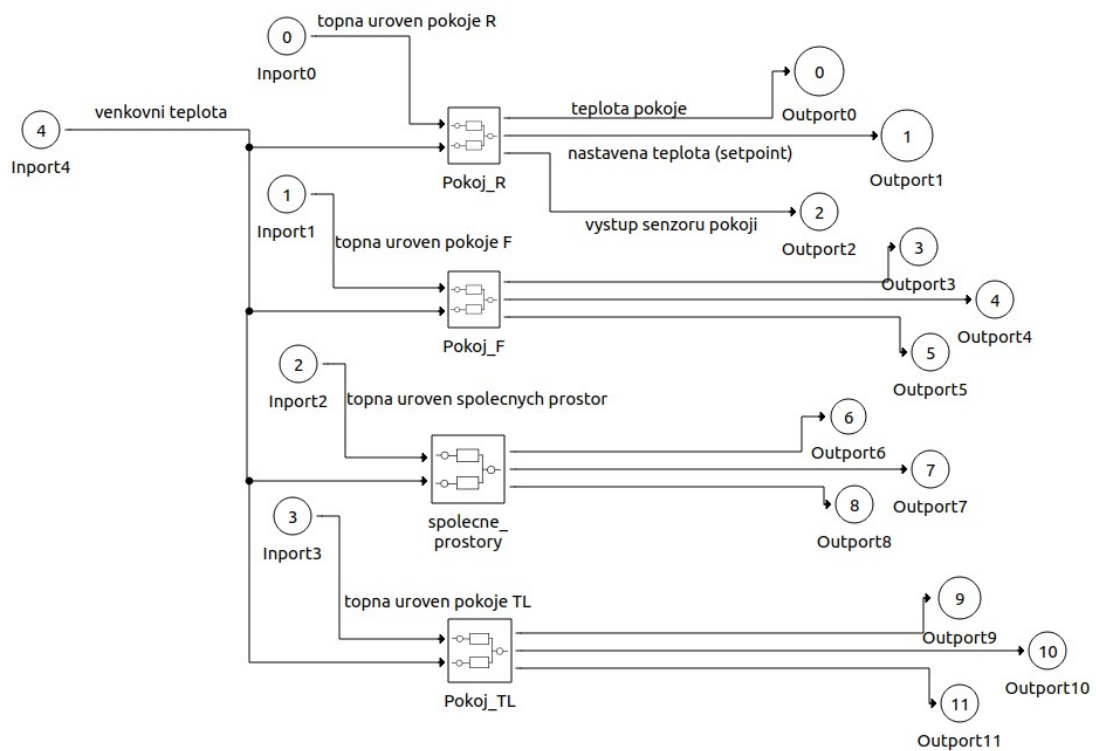 topna uroven pokoje R
0
Inport0
0
Outport0
venkovni teplota
4
Inport4
teplota pokoje
1
Outport1
nastavena teplota (setpoint)
Pokoj_R
1
Inport1
2
Outport2
vystup senzoru pokoji
topna uroven pokoje F
3
Outport3
4
Outport4
Pokoj_F
5
Outport5
2
Inport2
topna uroven spolecnych prostor
6
Outport6
7
Outport7
8
Outport8
spolecne_
prostory
3
Inport3
topna uroven pokoje TL
9
Outport9
10
Outport10
Pokoj_TL
11
Outport11